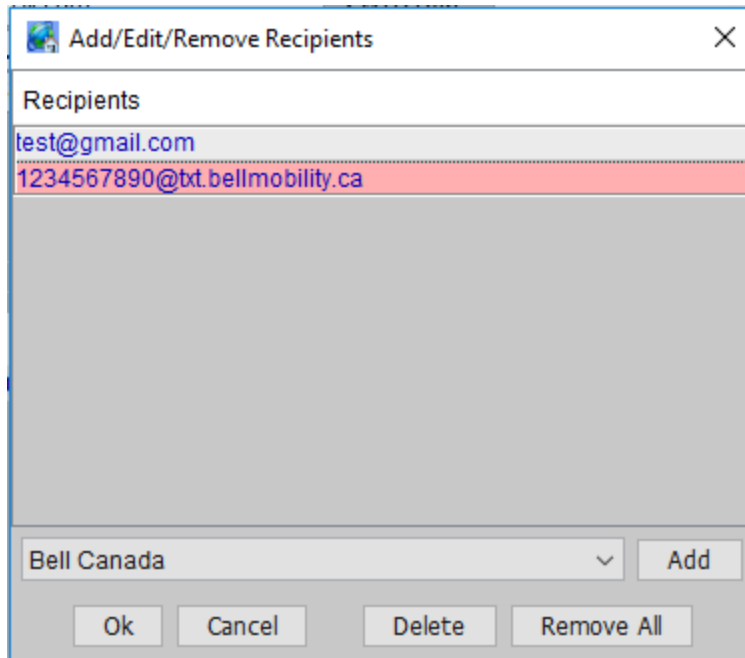 Add/Edit/Remove Recipients
Recipients
test@gmail.com
1234567890@txt.bellmobility.ca
Bell Canada
Add
Ok Cancel Delete Remove All